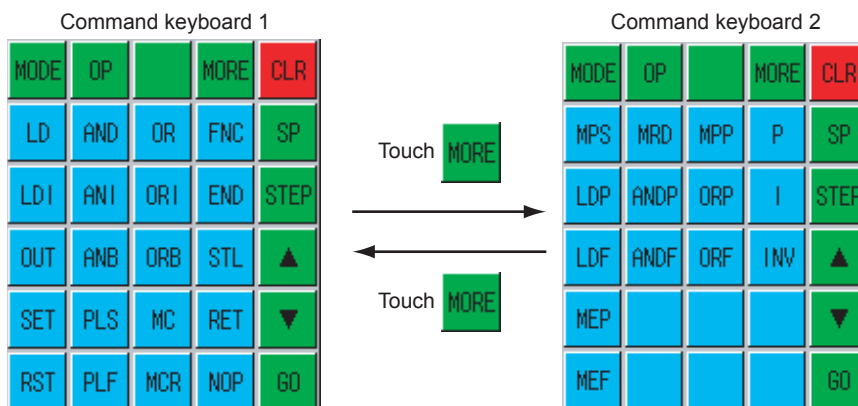 Command keyboard 1
MODE OP MORE CLR
LD AND OR FNC SP
LDI ANI ORI END STEP
OUT ANB ORB STL ▲
SET PLS MC RET ▼
RST PLF MCR NOP GO
Touch MORE
Touch MORE
Command keyboard 2
MODE OP MORE CLR
MPS MRD MPP P SP
LDP ANDP ORP I STEP
LDF ANDF ORF INV ▲
MEP ▼
MEF GO